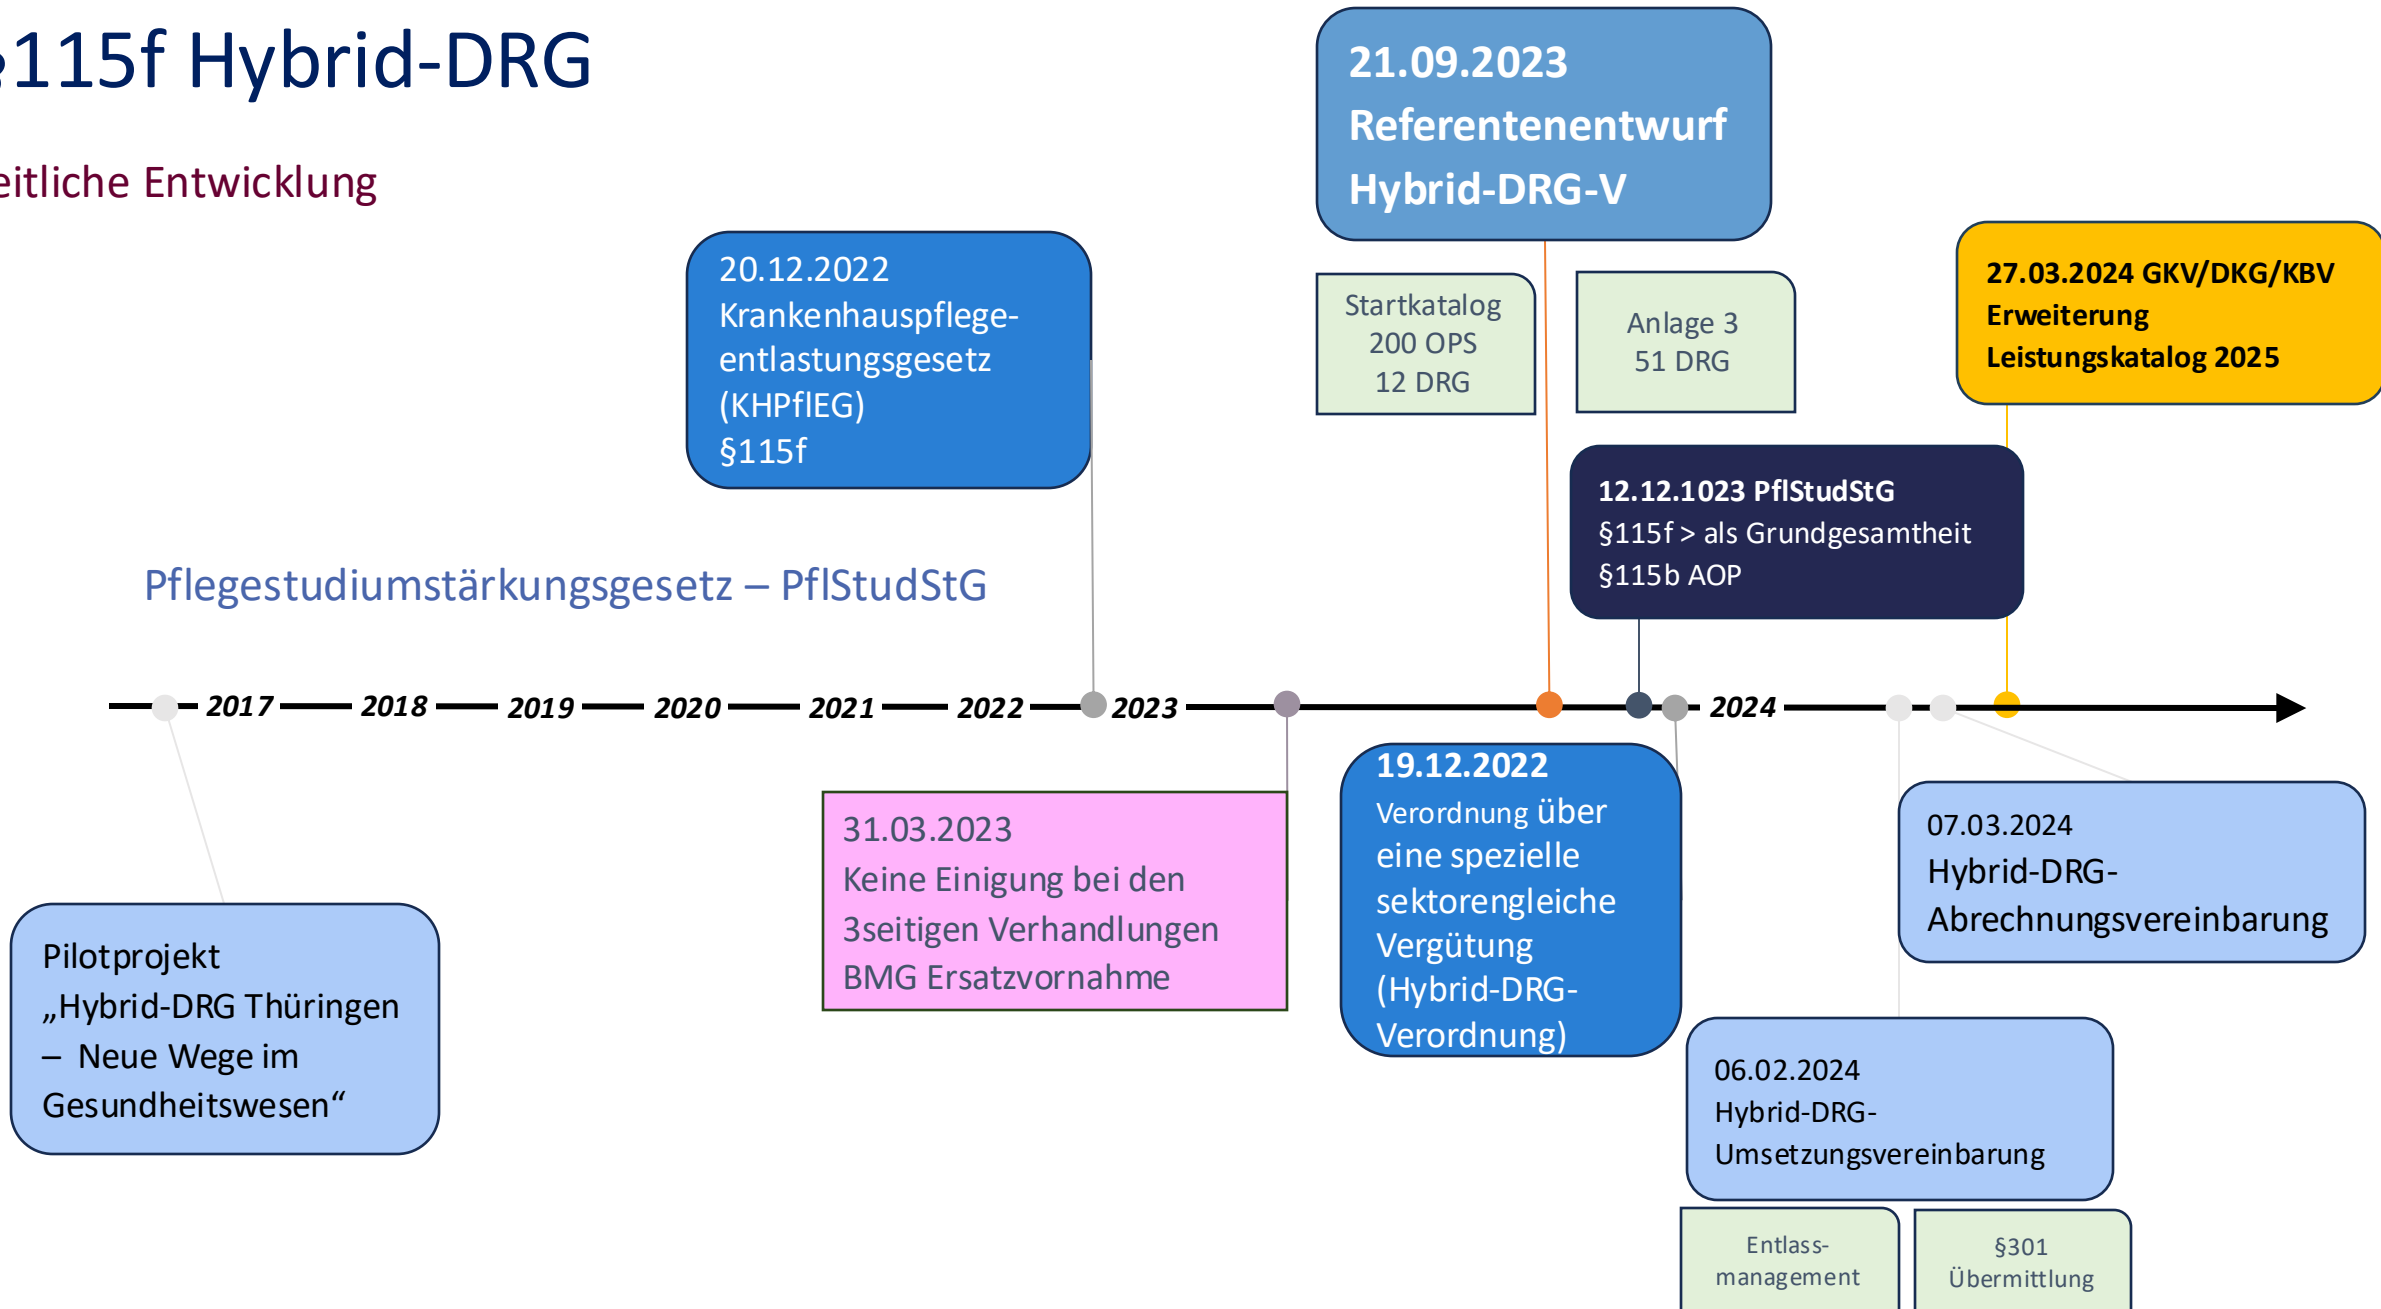 §115f Hybrid-DRG
eitliche Entwicklung
21.09.2023
Referentenentwurf
Hybrid-DRG-V
20.12.2022
Krankenhauspflege-
entlastungsgesetz
(KHPflEG)
§115f
Startkatalog
200 OPS
12 DRG
Anlage 3
51 DRG
27.03.2024 GKV/DKG/KBV
Erweiterung
Leistungskatalog 2025
12.12.1023 PflStudStG
§115f > als Grundgesamtheit
§115b AOP
Pflegestudiumstärkungsgesetz – PflStudStG
2017 2018 2019 2020 2021 2022 2023 2024
Pilotprojekt
„Hybrid-DRG Thüringen
– Neue Wege im
Gesundheitswesen“
31.03.2023
Keine Einigung bei den
3seitigen Verhandlungen
BMG Ersatzvornahme
19.12.2022
Verordnung über
eine spezielle
sektorengleiche
Vergütung
(Hybrid-DRG-
Verordnung)
07.03.2024
Hybrid-DRG-
Abrechnungsvereinbarung
06.02.2024
Hybrid-DRG-
Umsetzungsvereinbarung
Entlass-
management
§301
Übermittlung